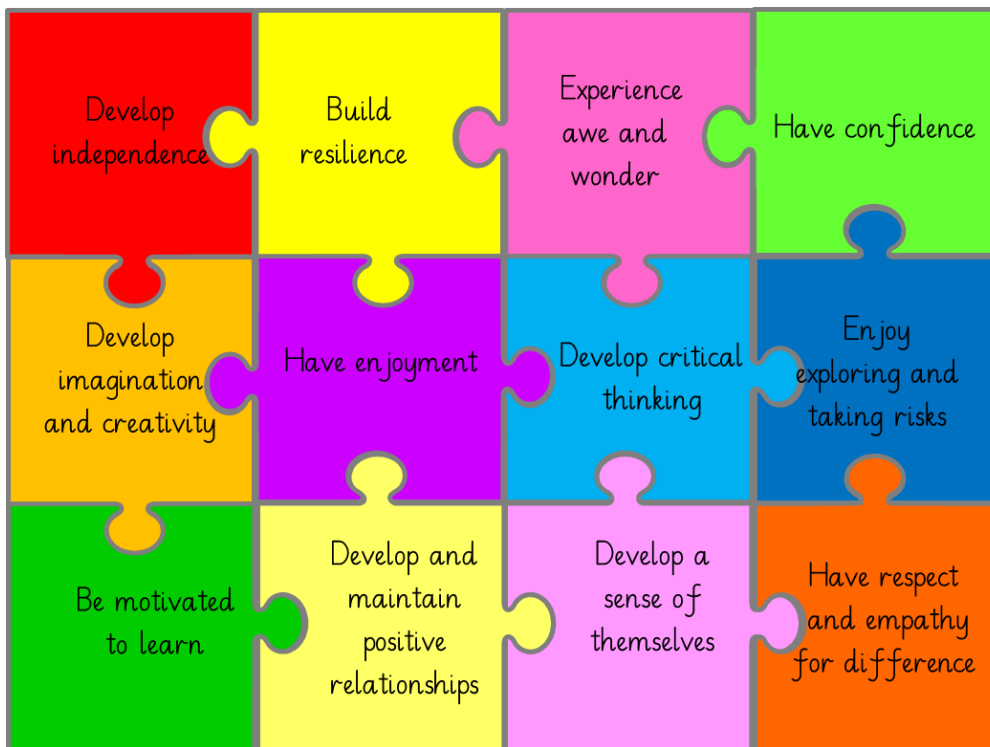 Develop
independence
Build
resilience
Experience
awe and
wonder
Have confidence
Develop
imagination
and creativity
Have enjoyment
Develop critical
thinking
Enjoy
exploring and
taking risks
Be motivated
to learn
Develop and
maintain
positive
relationships
Develop a
sense of
themselves
Have respect
and empathy
for difference